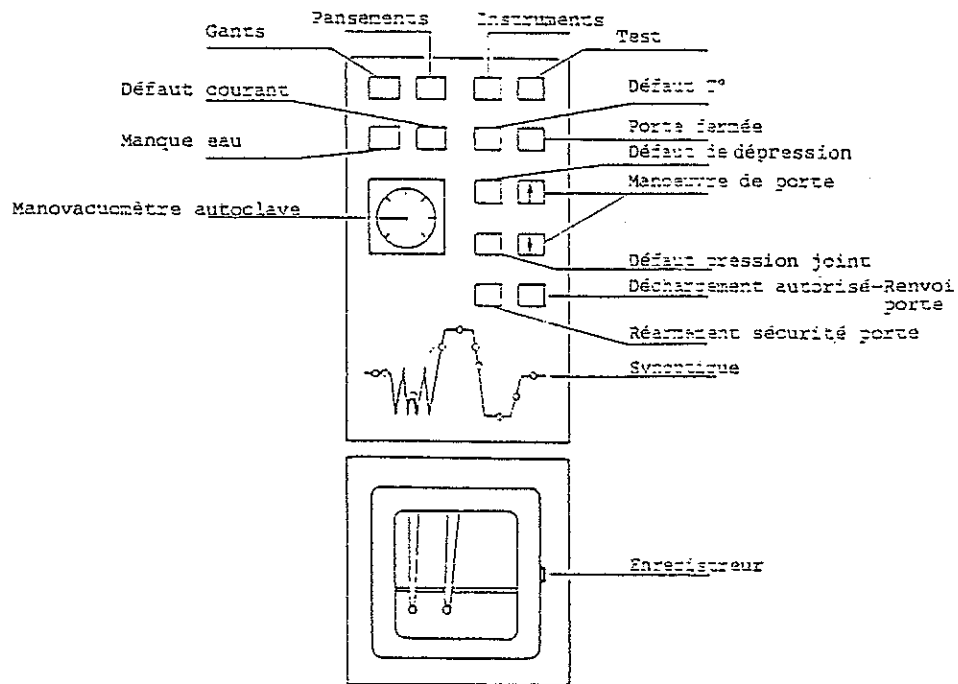 Pansements
Instruments
Gants
Test
Défaut courant
Défaut T°
Manque eau
Porte fermée
Défaut de dépression
Manoeuvre de porte
Manovacuomètre autoclave
Défaut pression joint
Déchargement autorisé-Renvoi
porte
Réarmement sécurité porte
Synoptique
Enregistreur